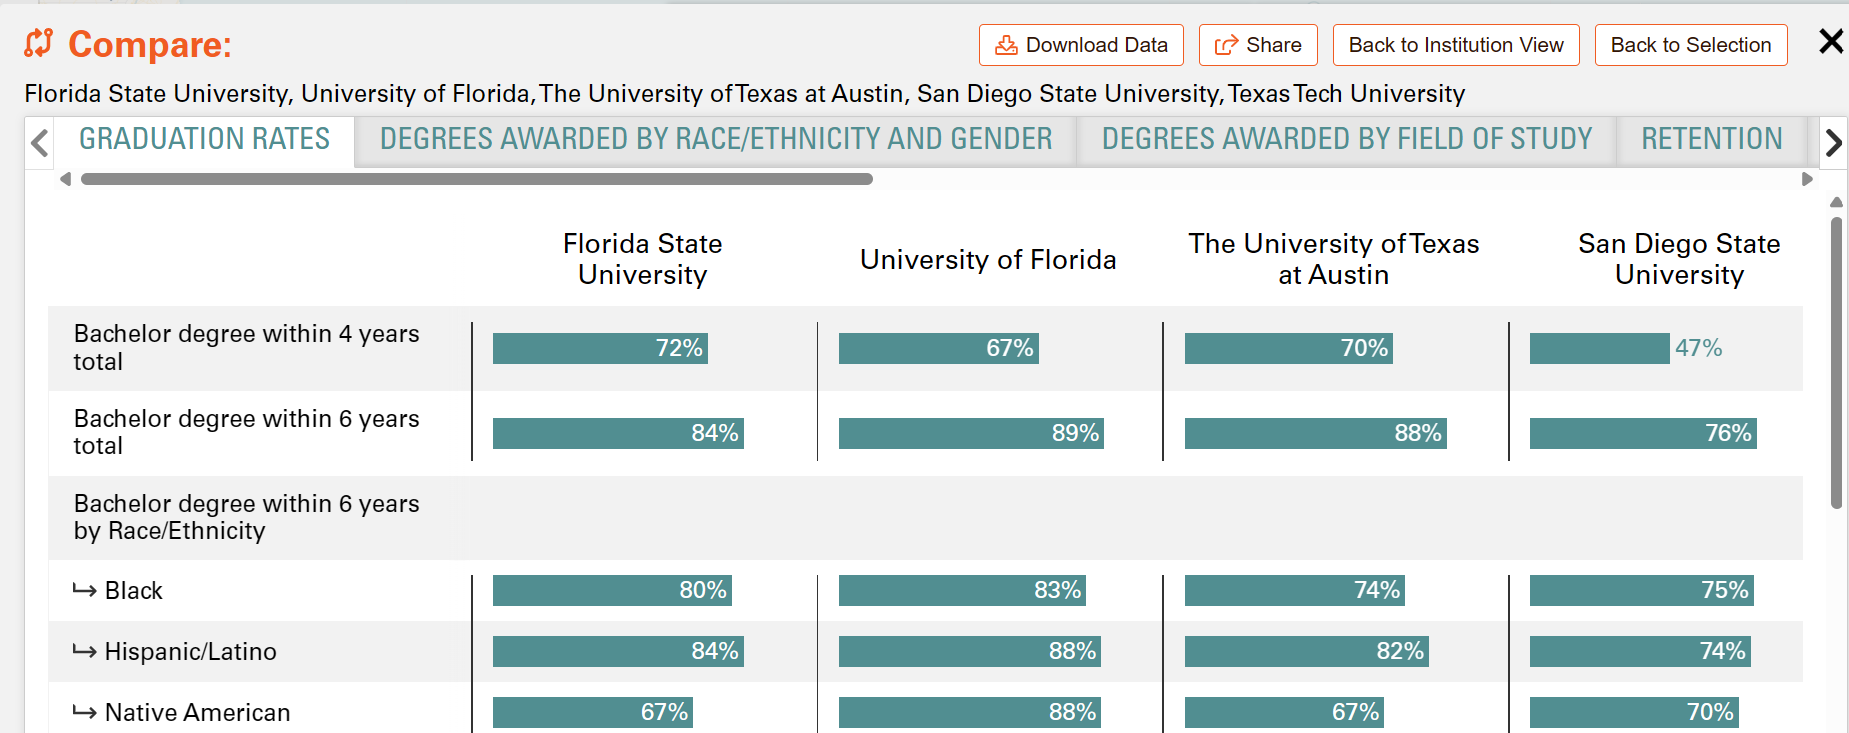 Compare:
Download Data
Share
Back to Institution View
Back to Selection
Florida State University, University of Florida, The University of Texas at Austin, San Diego State University, Texas Tech University
GRADUATION RATES
DEGREES AWARDED BY RACE/ETHNICITY AND GENDER
DEGREES AWARDED BY FIELD OF STUDY
RETENTION
Florida State
University
University of Florida
The University of Texas
at Austin
San Diego State
University
Bachelor degree within 4 years
total
72%
67%
70%
47%
Bachelor degree within 6 years
total
84%
89%
88%
76%
Bachelor degree within 6 years
by Race/Ethnicity
Black
80%
83%
74%
75%
Hispanic/Latino
84%
88%
82%
74%
Native American
67%
88%
67%
70%